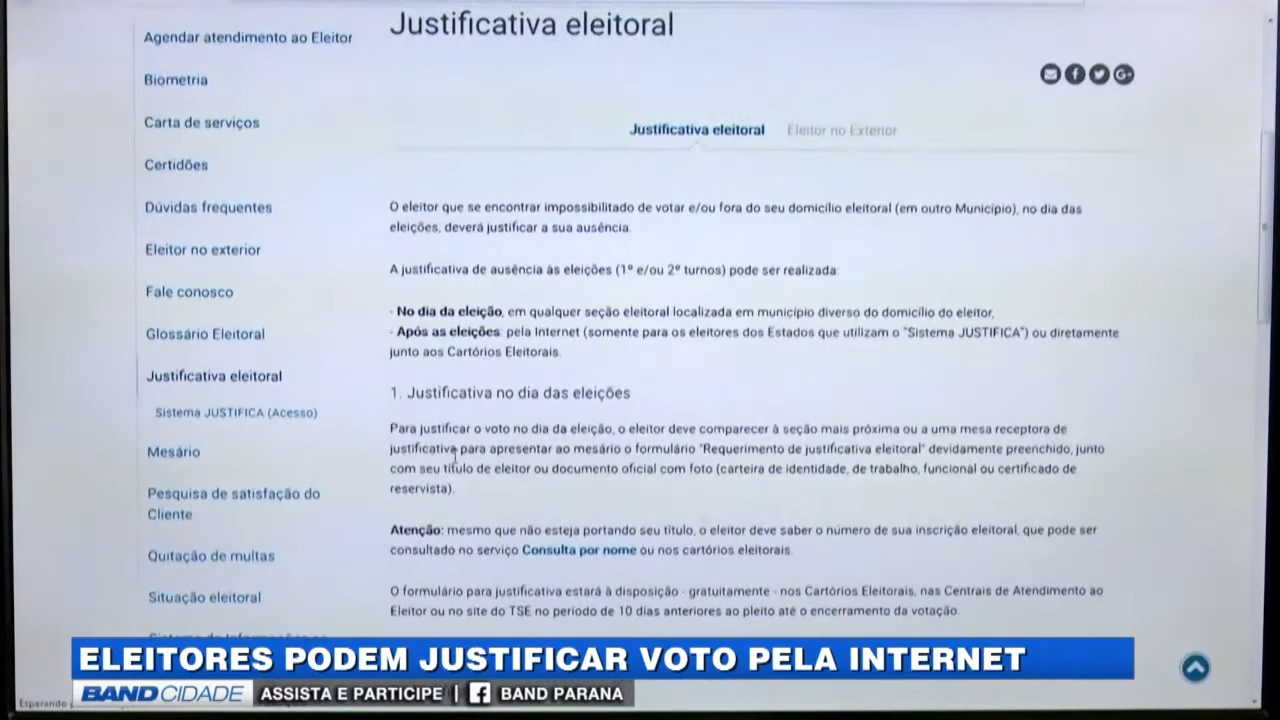 Agendar atendimento ao Eleitor
Biometria
Carta de serviços
Certidões
Dúvidas frequentes
Eleitor no exterior
Fale conosco
Glossário Eleitoral
Justificativa eleitoral
Sistema JUSTIFICA (Acesso)
Mesário
Pesquisa de satisfação do
Cliente
Quitação de multas
Situação eleitoral
Justificativa eleitoral
Justificativa eleitoral Eleitor no Exterior
O eleitor que se encontrar impossibilitado de votar e/ou fora do seu domicílio eleitoral (em outro Município), no dia das
eleições, deverá justificar a sua ausência.
A justificativa de ausência às eleições (1º e/ou 2º turnos) pode ser realizada:
- No dia da eleição, em qualquer seção eleitoral localizada em município diverso do domicílio do eleitor,
- Após as eleições: pela Internet (somente para os eleitores dos Estados que utilizam o "Sistema JUSTIFICA") ou diretamente
junto aos Cartórios Eleitorais.
1. Justificativa no dia das eleições
Para justificar o voto no dia da eleição, o eleitor deve comparecer à seção mais próxima ou a uma mesa receptora de
justificativa para apresentar ao mesário o formulário "Requerimento de justificativa eleitoral" devidamente preenchido, junto
com seu título de eleitor ou documento oficial com foto (carteira de identidade, de trabalho, funcional ou certificado de
reservista).
Atenção: mesmo que não esteja portando seu título, o eleitor deve saber o número de sua inscrição eleitoral, que pode ser
consultado no serviço Consulta por nome ou nos cartórios eleitorais.
O formulário para justificativa estará à disposição - gratuitamente - nos Cartórios Eleitorais, nas Centrais de Atendimento ao
Eleitor ou no site do TSE no período de 10 dias anteriores ao pleito até o encerramento da votação.
ELEITORES PODEM JUSTIFICAR VOTO PELA INTERNET
BANDCIDADE ASSISTA E PARTICIPE | f BAND PARANA
Esperando